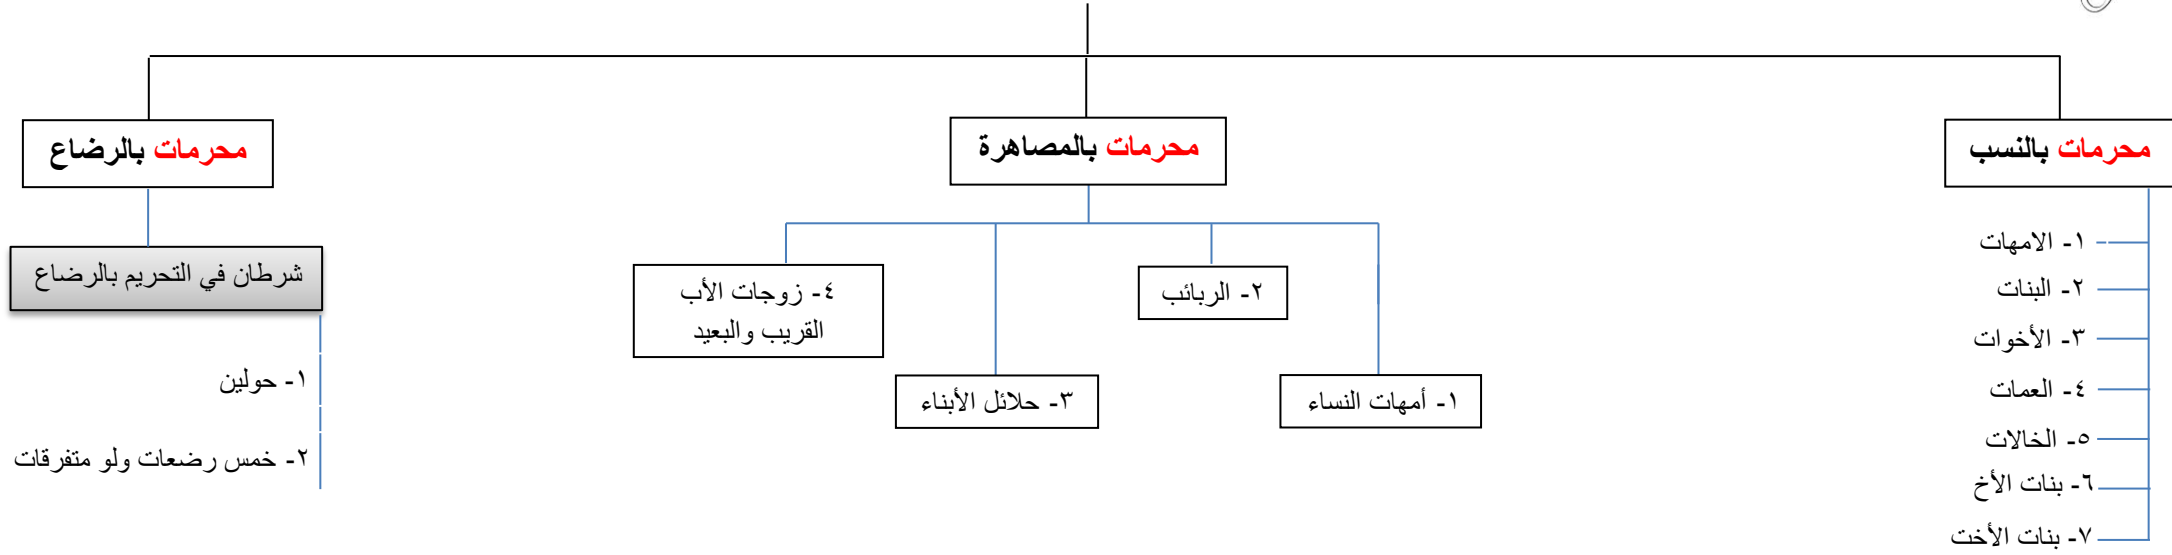 محرمات بالنسب
١- الامهات
٢- البنات
٣- الأخوات
٤- العمات
٥- الخالات
٦- بنات الأخ
٧- بنات الأخت
محرمات بالمصاهرة
١- أمهات النساء
٢- الربائب
٣- حلائل الأبناء
٤- زوجات الأب
القريب والبعيد
محرمات بالرضاع
شرطان في التحريم بالرضاع
١- حولين
٢- خمس رضعات ولو متفرقات